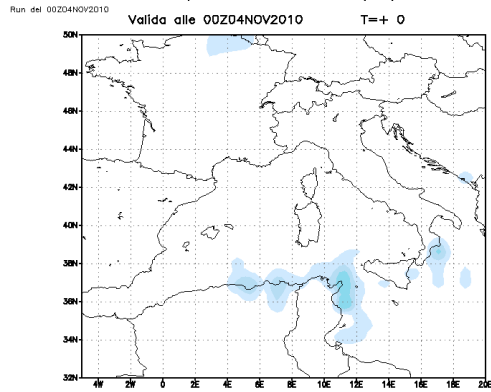 Run del 00Z04NOV2010
Valida alle 00Z04NOV2010 T=+ 0
50N
48N
46N
44N
42N
40N
38N
36N
34N
32N
4W 2W 0 2E 4E 6E 8E 10E 12E 14E 16E 18E 20E